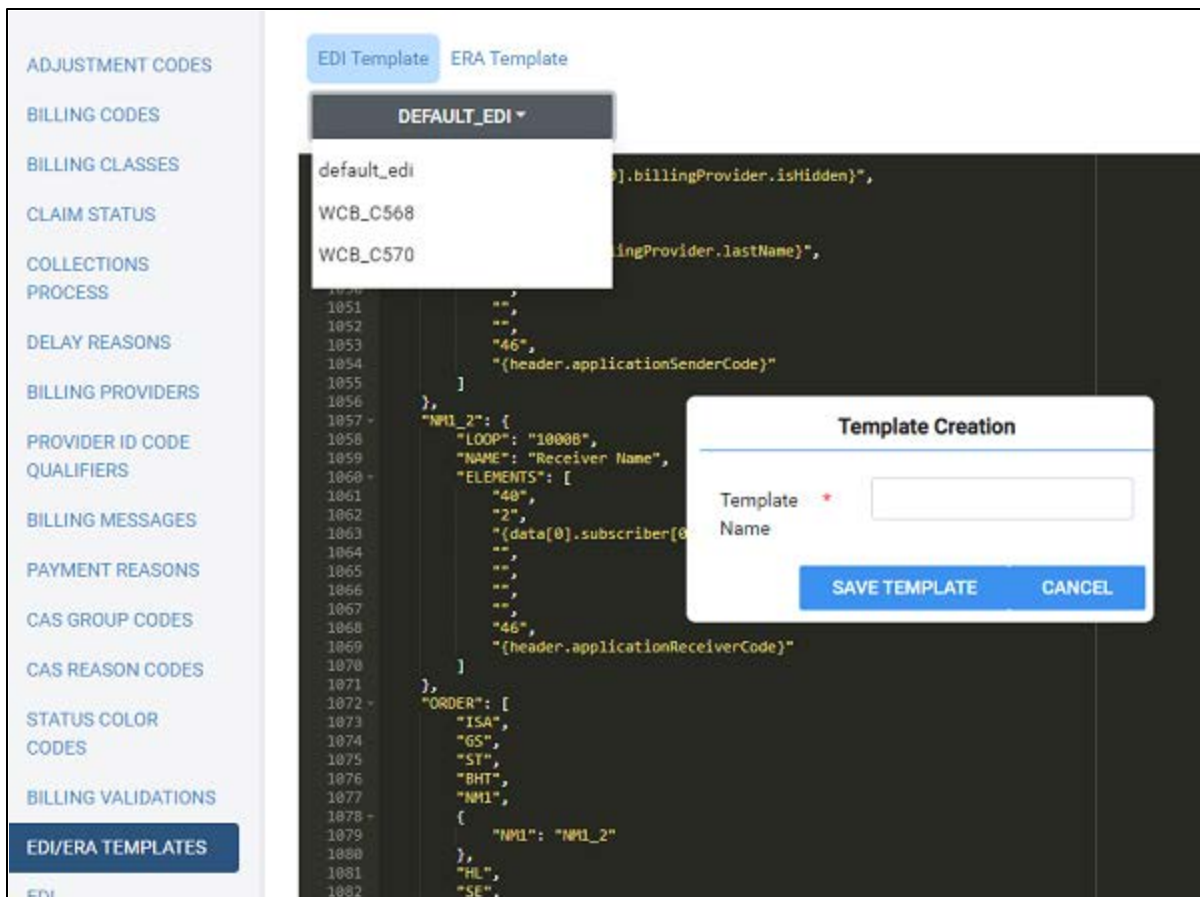 ADJUSTMENT CODES
BILLING CODES
BILLING CLASSES
CLAIM STATUS
COLLECTIONS
PROCESS
DELAY REASONS
BILLING PROVIDERS
PROVIDER ID CODE
QUALIFIERS
BILLING MESSAGES
PAYMENT REASONS
CAS GROUP CODES
CAS REASON CODES
STATUS COLOR
CODES
BILLING VALIDATIONS
EDI/ERA TEMPLATES
EDI
EDI Template ERA Template
DEFAULT_EDI
default_edi
WCB_C568
WCB_C570
].billingProvider.isHidden}",
lingProvider.lastName}",
1050 ",
1051 "",
1052 "",
1053 "46",
1054 "{header.applicationSenderCode}"
1055 ]
1056 },
1057 "NM1_2": {
1058 "LOOP": "1000B",
1059 "NAME": "Receiver Name",
1060 "ELEMENTS": [
1061 "40",
1062 "2",
1063 "{data[0].subscriber[0
1064 "",
1065 "",
1066 "",
1067 "",
1068 "46",
1069 "{header.applicationReceiverCode}"
1070 ]
1071 },
1072 "ORDER": [
1073 "ISA",
1074 "GS",
1075 "ST",
1076 "BHT",
1077 "NM1",
1078 {
1079 "NM1": "NM1_2"
1080 },
1081 "HL",
1082 "SE",
Template Creation
Template *
Name
SAVE TEMPLATE CANCEL